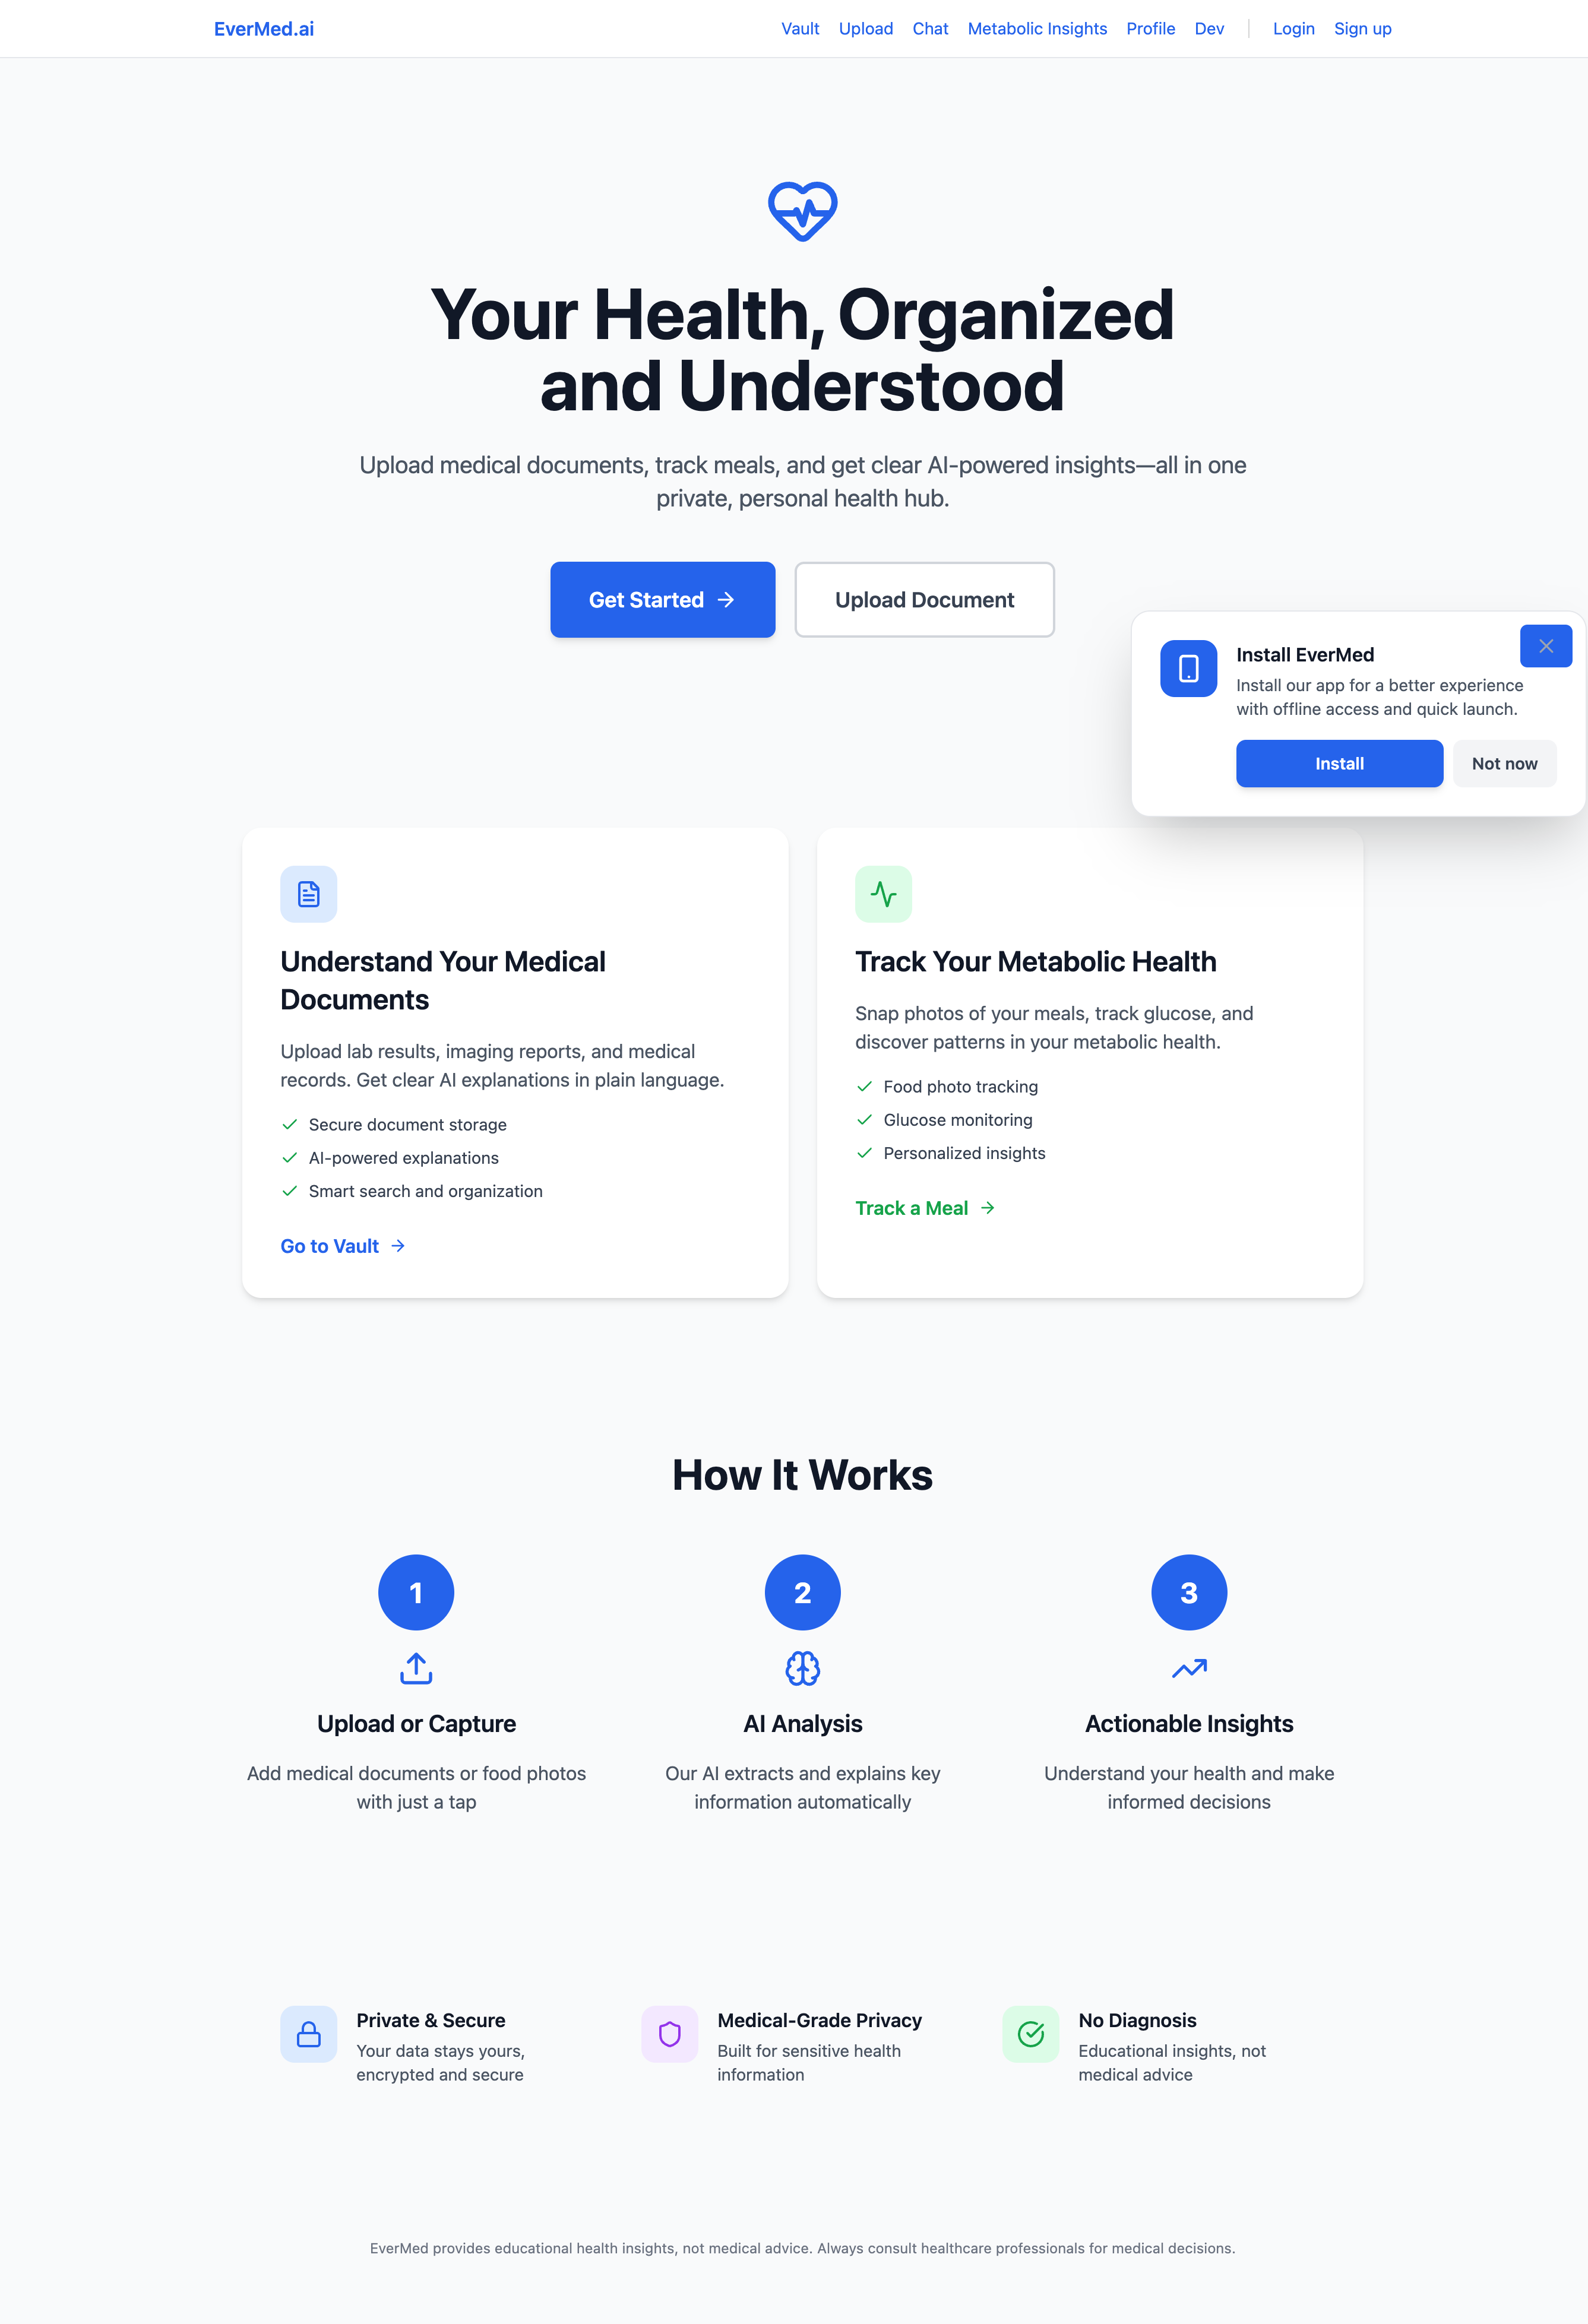 EverMed.ai
Vault Upload Chat Metabolic Insights Profile Dev Login Sign up
Your Health, Organized
and Understood
Upload medical documents, track meals, and get clear AI-powered insights—all in one
private, personal health hub.
Get Started
Upload Document
Install EverMed
Install our app for a better experience
with offline access and quick launch.
Install
Not now
Understand Your Medical
Documents
Upload lab results, imaging reports, and medical
records. Get clear AI explanations in plain language.
Secure document storage
AI-powered explanations
Smart search and organization
Go to Vault
Track Your Metabolic Health
Snap photos of your meals, track glucose, and
discover patterns in your metabolic health.
Food photo tracking
Glucose monitoring
Personalized insights
Track a Meal
How It Works
1
Upload or Capture
Add medical documents or food photos
with just a tap
2
AI Analysis
Our AI extracts and explains key
information automatically
3
Actionable Insights
Understand your health and make
informed decisions
Private & Secure
Your data stays yours,
encrypted and secure
Medical-Grade Privacy
Built for sensitive health
information
No Diagnosis
Educational insights, not
medical advice
EverMed provides educational health insights, not medical advice. Always consult healthcare professionals for medical decisions.